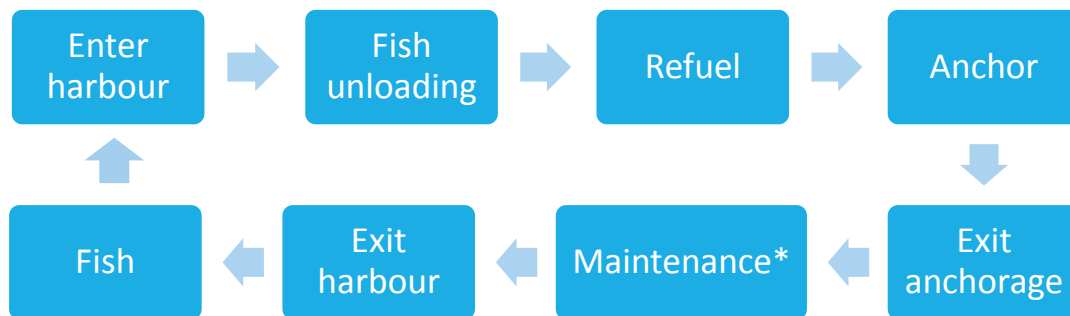 Enter
harbour
Fish
unloading
Refuel
Anchor
Exit
anchorage
Maintenance*
Exit
harbour
Fish